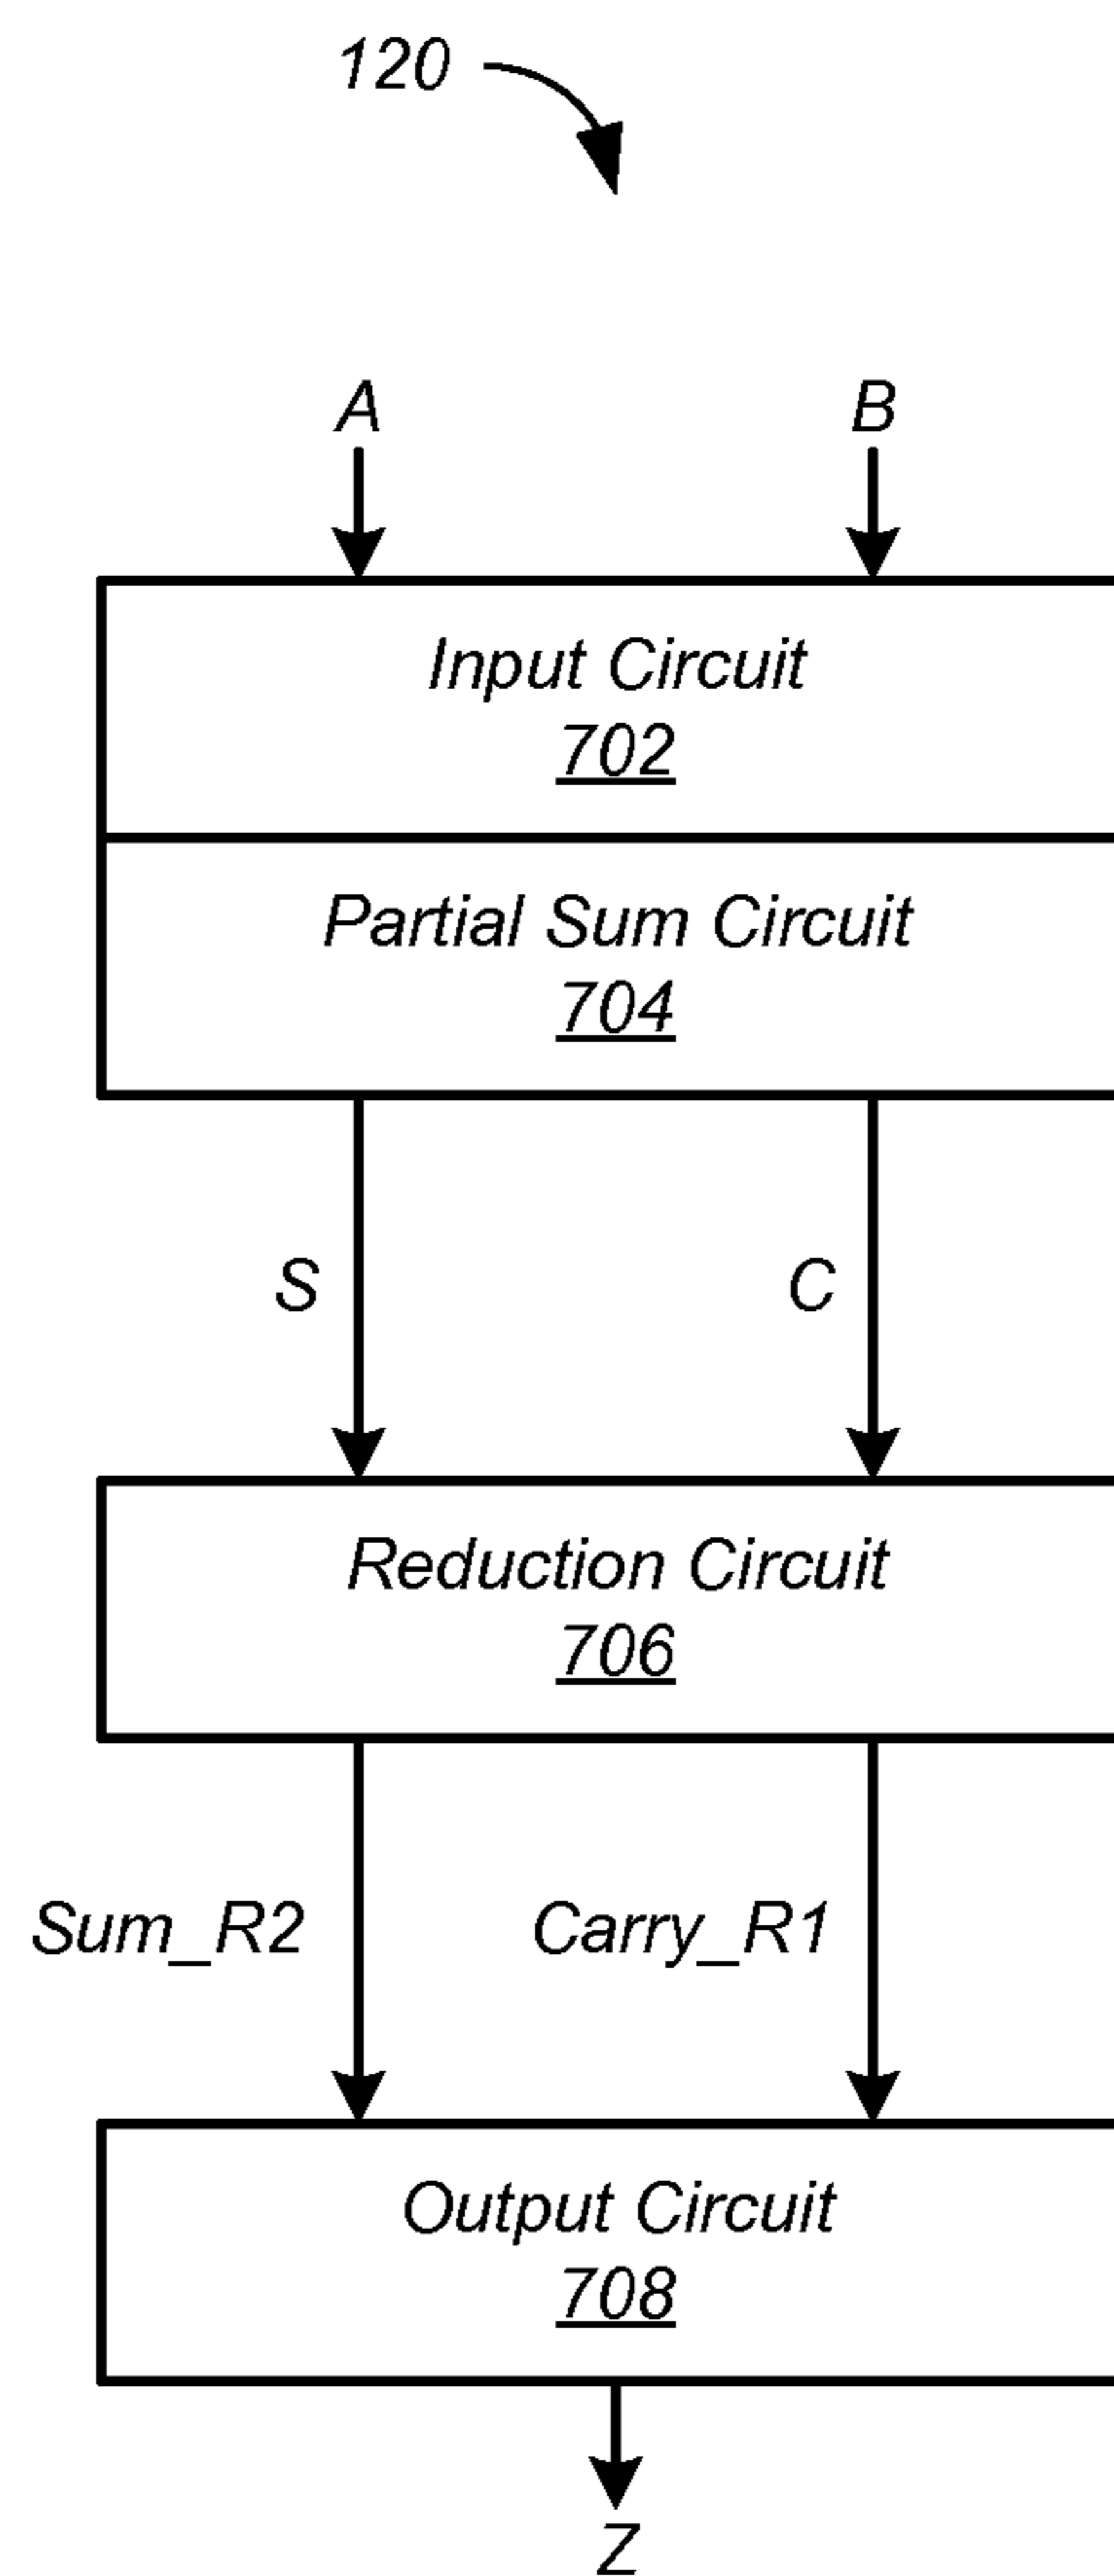 120
A B
Input Circuit
702
Partial Sum Circuit
704
S C
Reduction Circuit
706
Sum_R2 Carry_R1
Output Circuit
708
Z